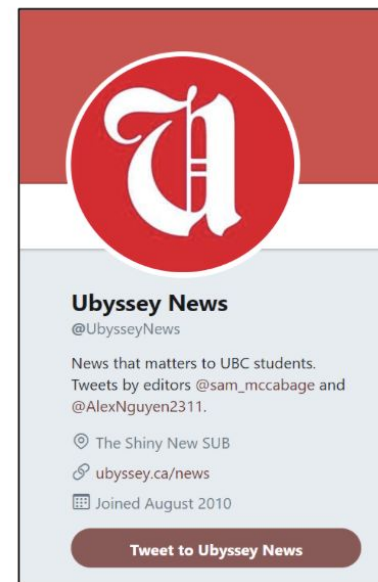 U
Ubyssey News
@UbysseyNews
News that matters to UBC students.
Tweets by editors @sam_mccabage and
@AlexNguyen2311.
The Shiny New SUB
ubyssey.ca/news
Joined August 2010
Tweet to Ubyssey News